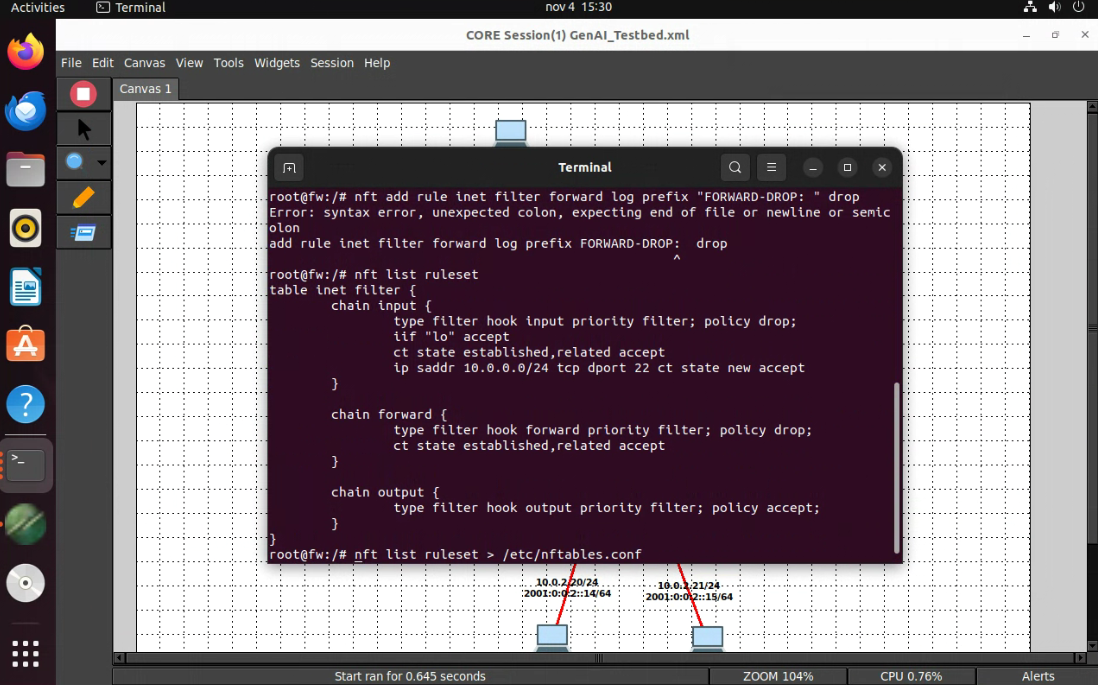 Activities
Terminal
nov 4 15:30
CORE Session(1) GenAI_Testbed.xml
File Edit Canvas View Tools Widgets Session Help
Canvas 1
Terminal
root@fw:/# nft add rule inet filter forward log prefix "FORWARD-DROP: " drop
Error: syntax error, unexpected colon, expecting end of file or newline or semic
olon
add rule inet filter forward log prefix FORWARD-DROP:  drop
^
root@fw:/# nft list ruleset
table inet filter {
chain input {
type filter hook input priority filter; policy drop;
iif "lo" accept
ct state established,related accept
ip saddr 10.0.0.0/24 tcp dport 22 ct state new accept
}
chain forward {
type filter hook forward priority filter; policy drop;
ct state established,related accept
}
chain output {
type filter hook output priority filter; policy accept;
}
}
root@fw:/# nft list ruleset > /etc/nftables.conf
10.0.2.20/24
2001:0:0:2::14/64
10.0.2.21/24
2001:0:0:2::15/64
Start ran for 0.645 seconds
ZOOM 104%
CPU 0.76%
Alerts